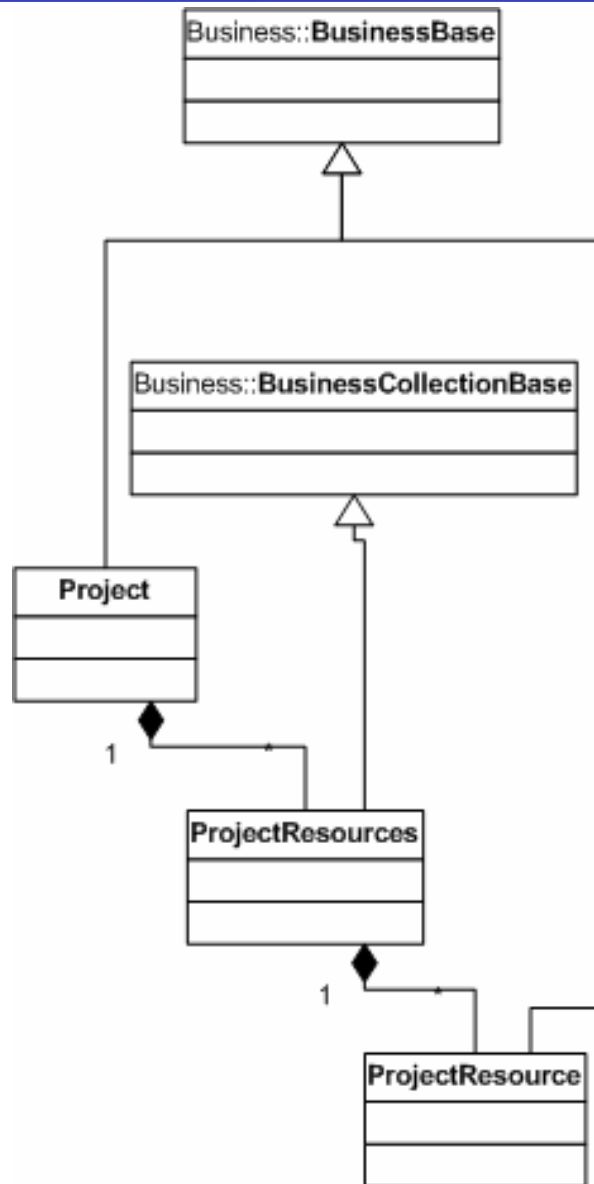 Business::BusinessBase
Business::BusinessCollectionBase
Project
1
ProjectResources
1
ProjectResource